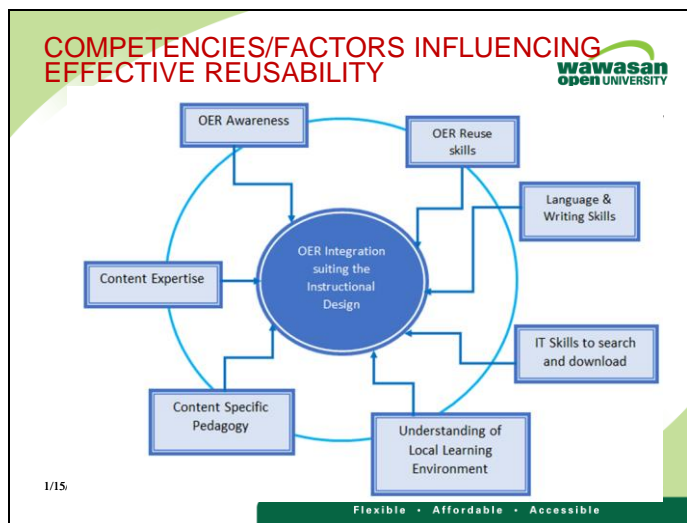 COMPETENCIES/FACTORS INFLUENCING
EFFECTIVE REUSABILITY
wawasan
open UNIVERSITY
OER Awareness
OER Reuse
skills
Language &
Writing Skills
OER Integration
suiting the
Instructional
Design
Content Expertise
IT Skills to search
and download
Content Specific
Pedagogy
Understanding of
Local Learning
Environment
1/15/
Flexible • Affordable • Accessible